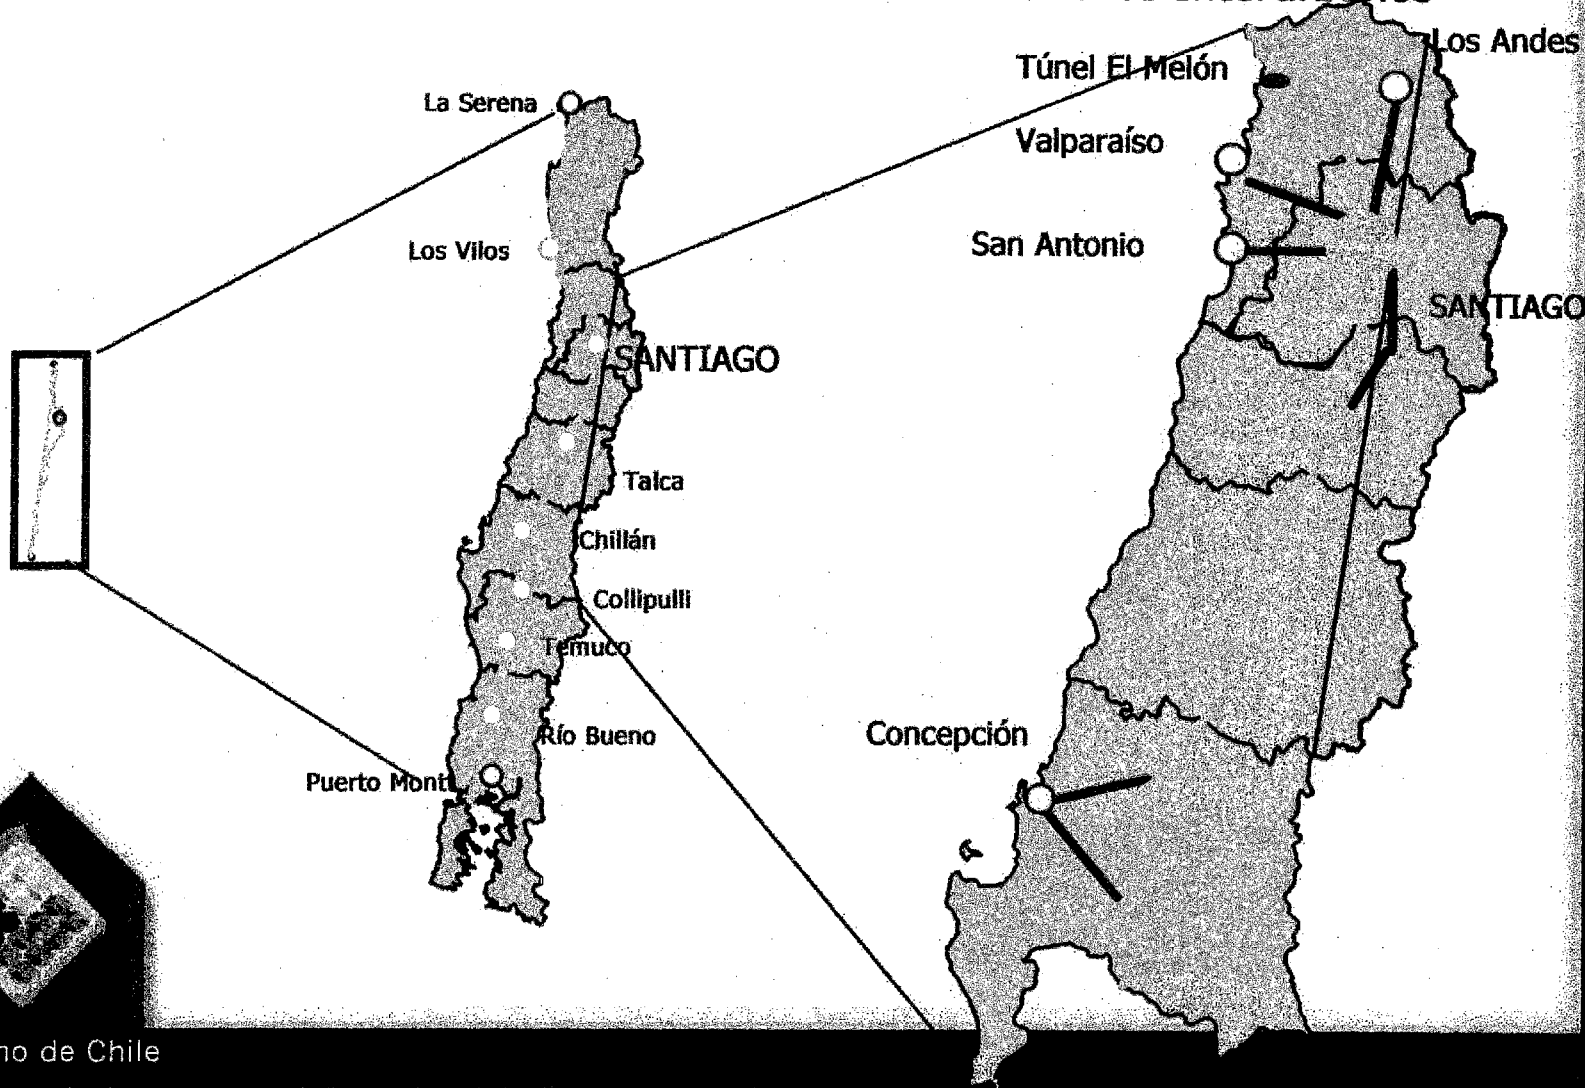 Los Andes
Túnel El Melón
La Serena
Valparaíso
Los Vilos
San Antonio
SANTIAGO
SANTIAGO
Talca
Chillán
Collipulli
Temuco
Río Bueno
Concepción
Puerto Montt
de Chile